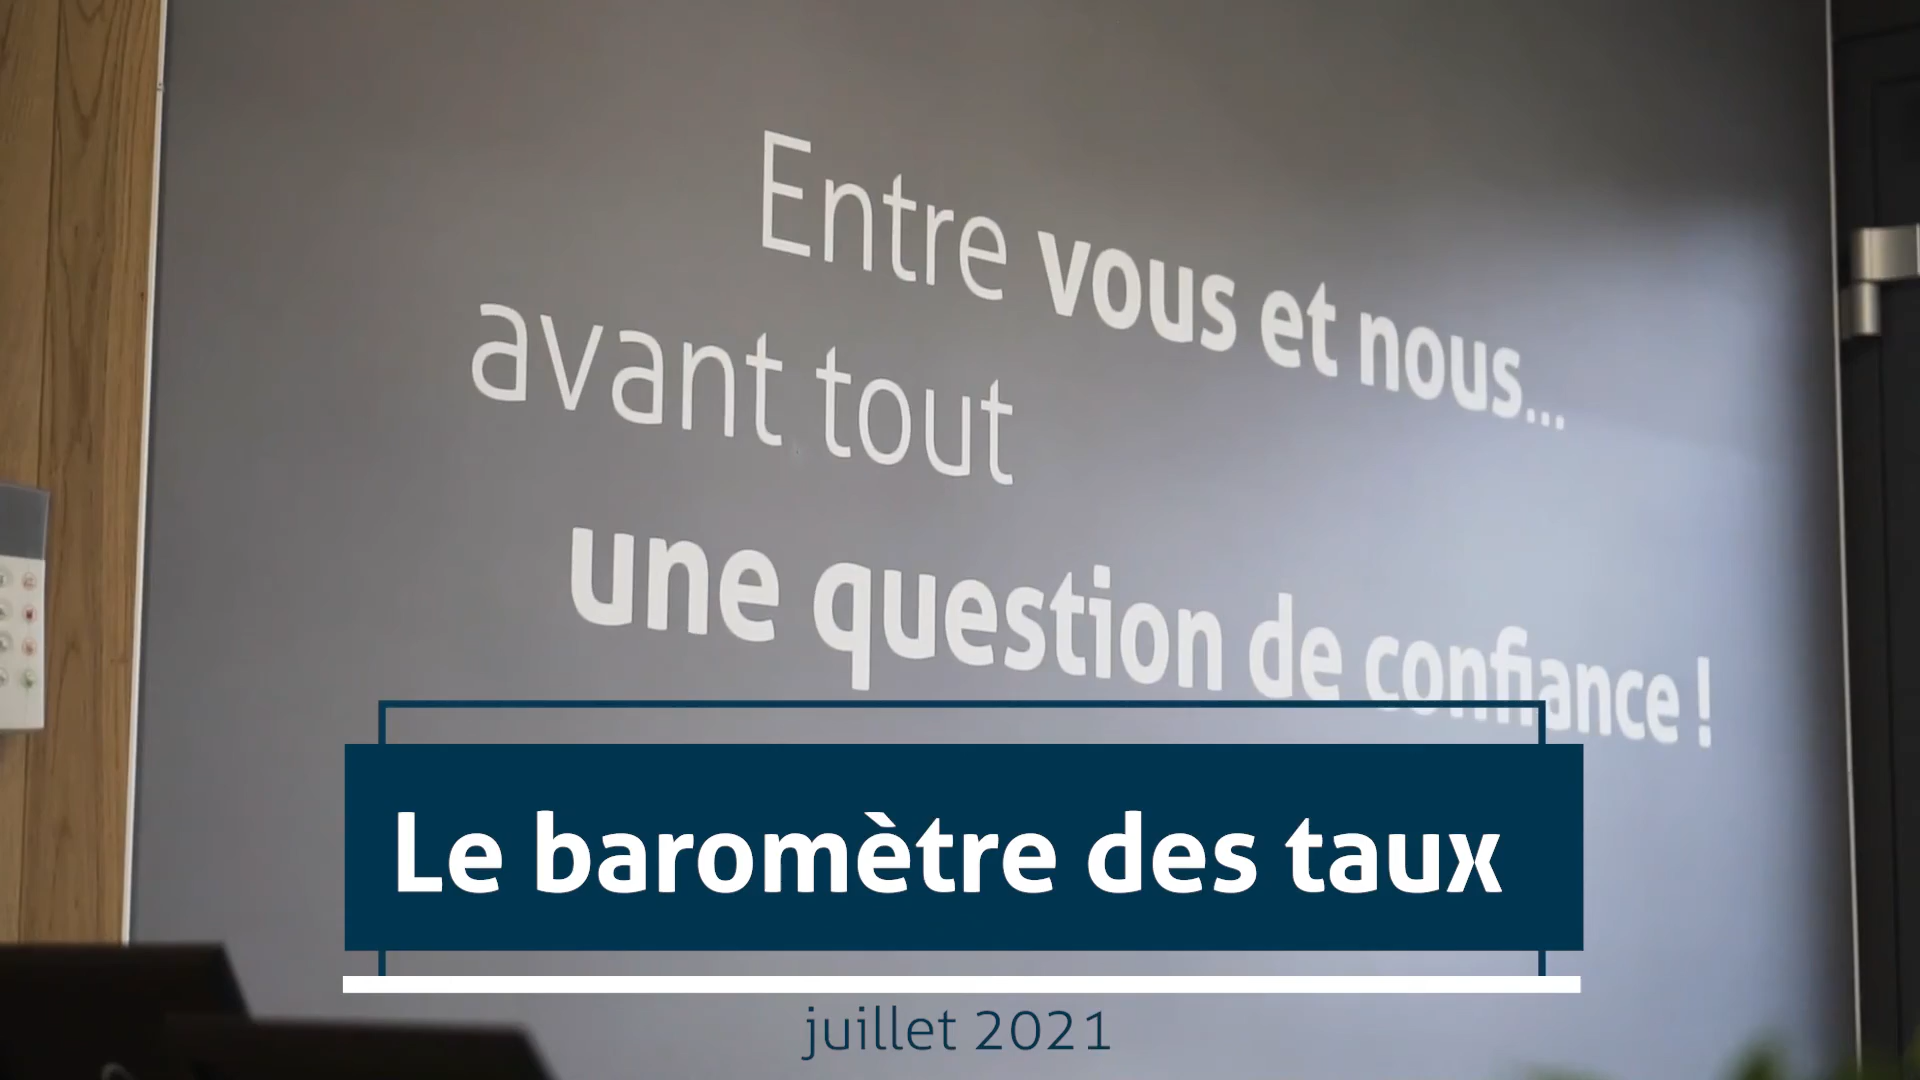 Entre vous et nous...
avant tout
une question de confiance !
Le baromètre des taux
juillet 2021